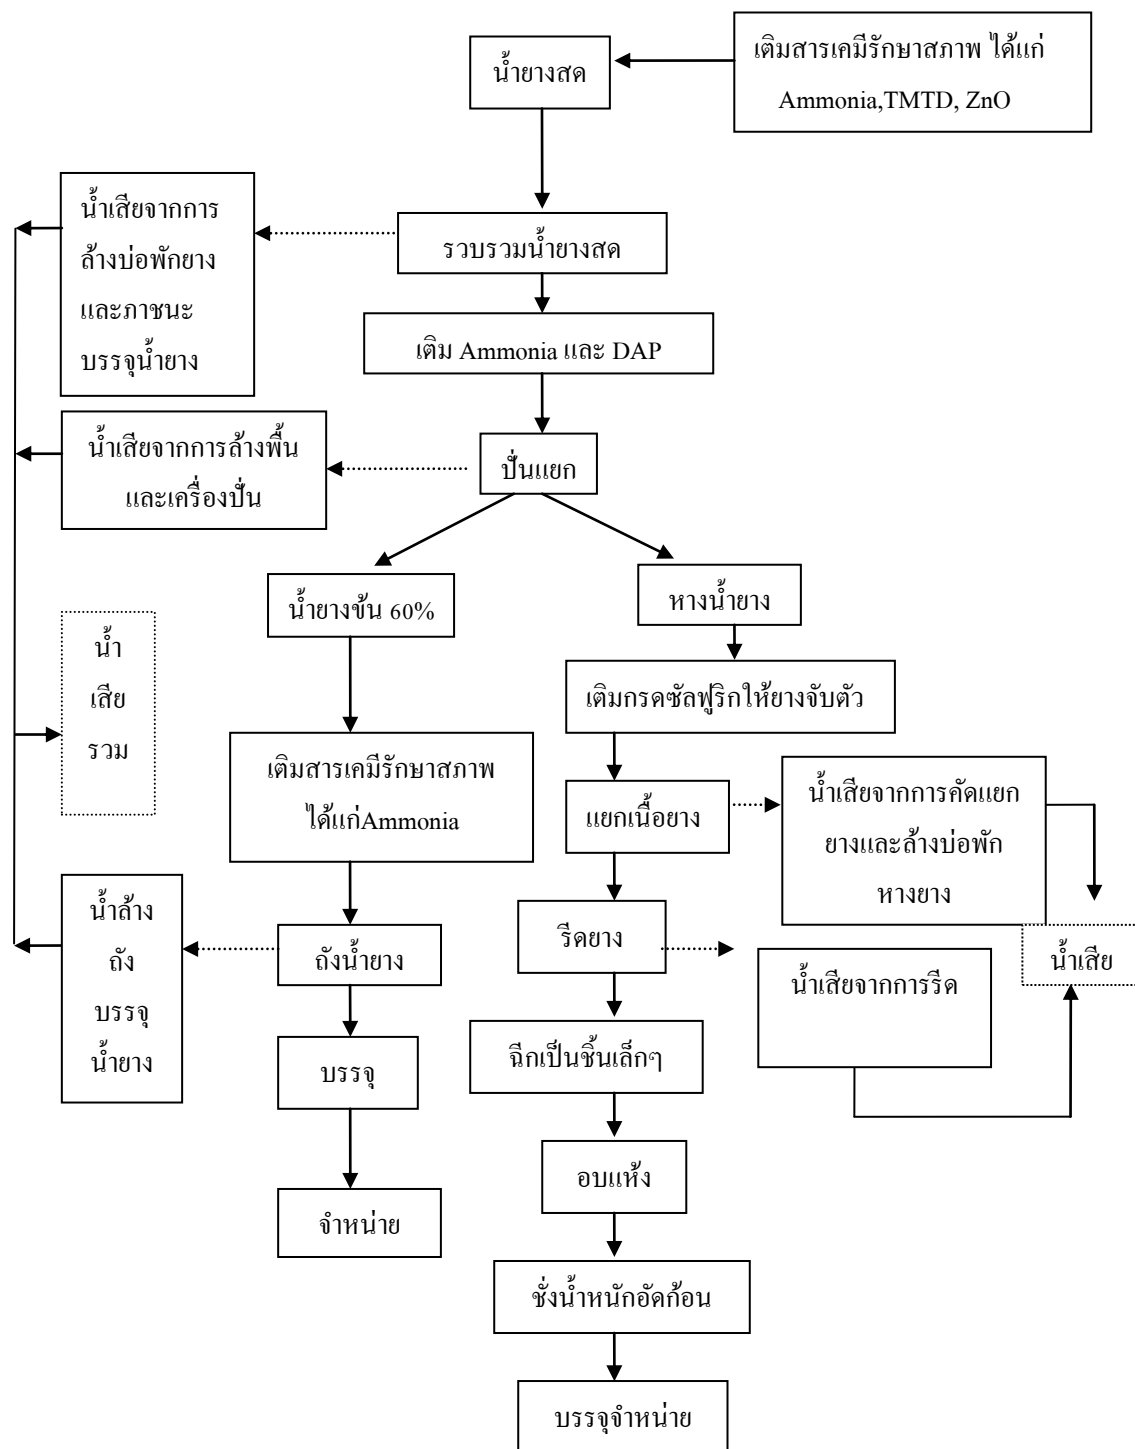 น้ำยางสด
เติมสารเคมีรักษาสภาพ ได้แก่
Ammonia,TMTD, ZnO
น้ำเสียจากการ
ล้างบ่อพักยาง
และภาชนะ
บรรจุน้ำยาง
รวบรวมน้ำยางสด
เติม Ammonia และ DAP
น้ำเสียจากการล้างพื้น
และเครื่องปั่น
ปั่นแยก
น้ำยางข้น 60%
หางน้ำยาง
น้ำ
เสีย
รวม
เติมกรดซัลฟูริกให้ยางจับตัว
เติมสารเคมีรักษาสภาพ
ได้แก่Ammonia
แยกเนื้อยาง
น้ำเสียจากการคัดแยก
ยางและล้างบ่อพัก
หางยาง
น้ำล้าง
ถัง
บรรจุ
น้ำยาง
ถังน้ำยาง
รีดยาง
น้ำเสียจากการรีด
น้ำเสีย
บรรจุ
ฉีกเป็นชิ้นเล็กๆ
จำหน่าย
อบแห้ง
ชั่งน้ำหนักอัดก้อน
บรรจุจำหน่าย